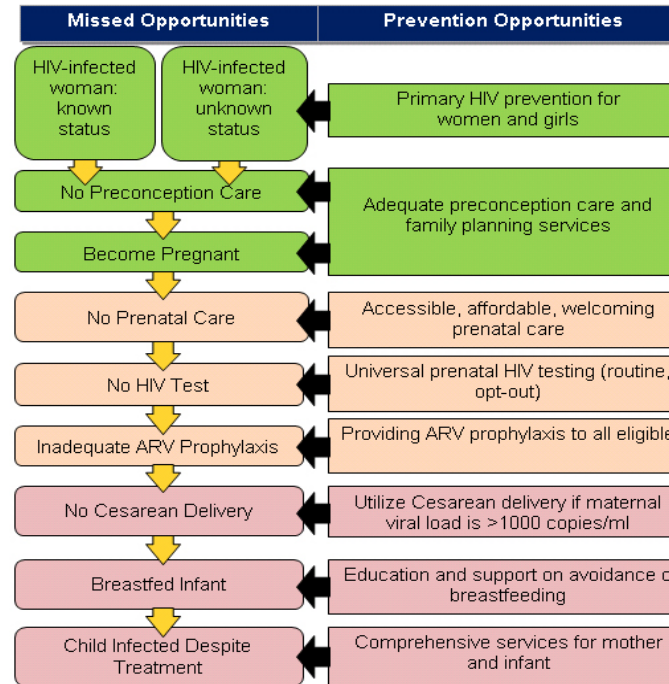 Missed Opportunities
Prevention Opportunities
HIV-infected
woman:
known
status
HIV-infected
woman:
unknown
status
Primary HIV prevention for
women and girls
No Preconception Care
Adequate preconception care and
family planning services
Become Pregnant
No Prenatal Care
Accessible, affordable, welcoming
prenatal care
No HIV Test
Universal prenatal HIV testing (routine,
opt-out)
Inadequate ARV Prophylaxis
Providing ARV prophylaxis to all eligible
No Cesarean Delivery
Utilize Cesarean delivery if maternal
viral load is >1000 copies/ml
Breastfed Infant
Education and support on avoidance o
breastfeeding
Child Infected Despite
Treatment
Comprehensive services for mother
and infant